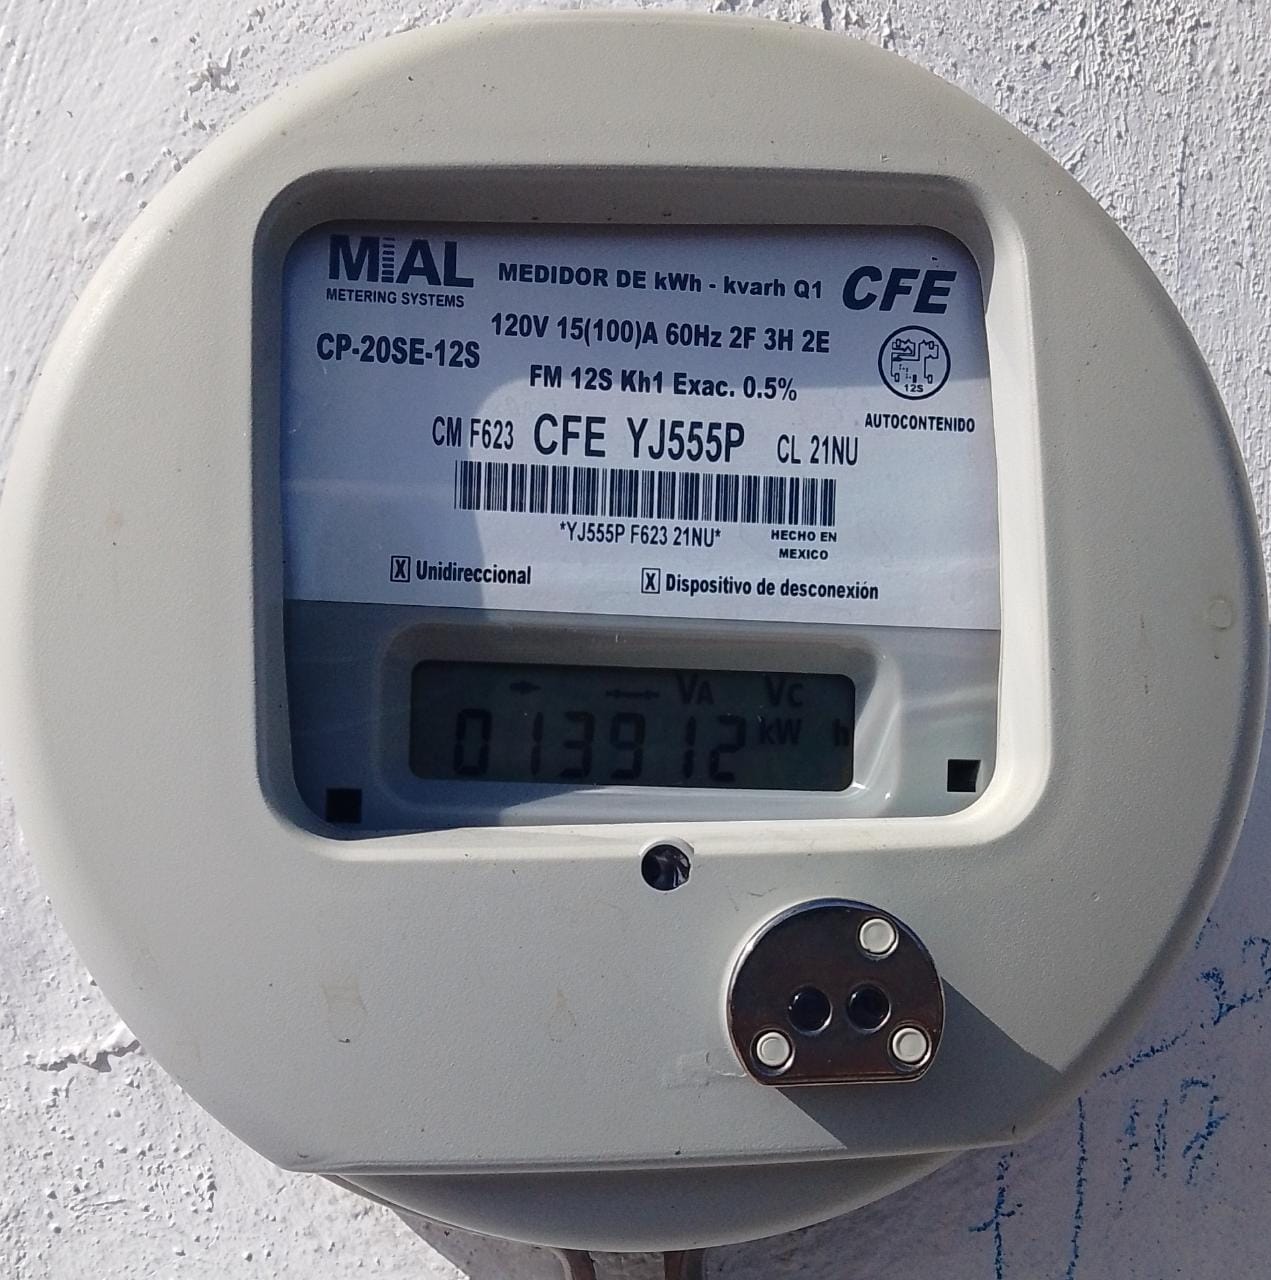 MIAL
METERING SYSTEMS
MEDIDOR DE kWh - kvarh Q1
CFE
CP-20SE-12S
120V 15(100)A 60Hz 2F 3H 2E
FM 12S Kh1 Exac. 0.5%
12S
AUTOCONTENIDO
CM F623 CFE YJ555P CL 21NU
*YJ555P F623 21NU*
HECHO EN
MEXICO
X Unidireccional
X Dispositivo de desconexión
VA VC
013912 kW h